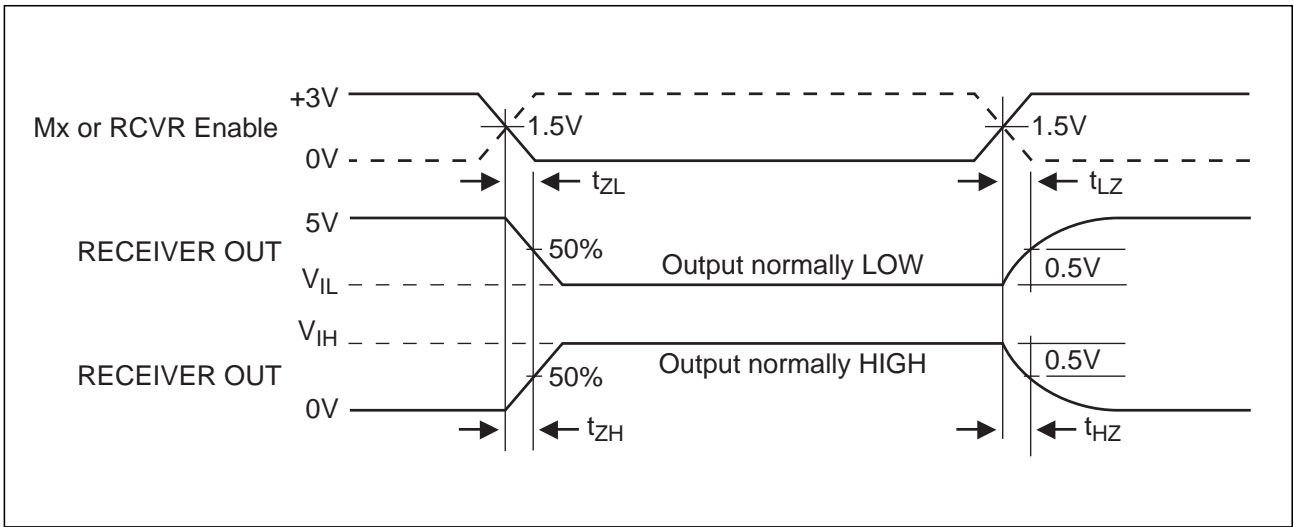 +3V
Mx or RCVR Enable
1.5V
1.5V
0V
tZL
tLZ
5V
RECEIVER OUT
50%
Output normally LOW
0.5V
VIL
VIH
Output normally HIGH
0.5V
RECEIVER OUT
50%
0V
tZH
tHZ